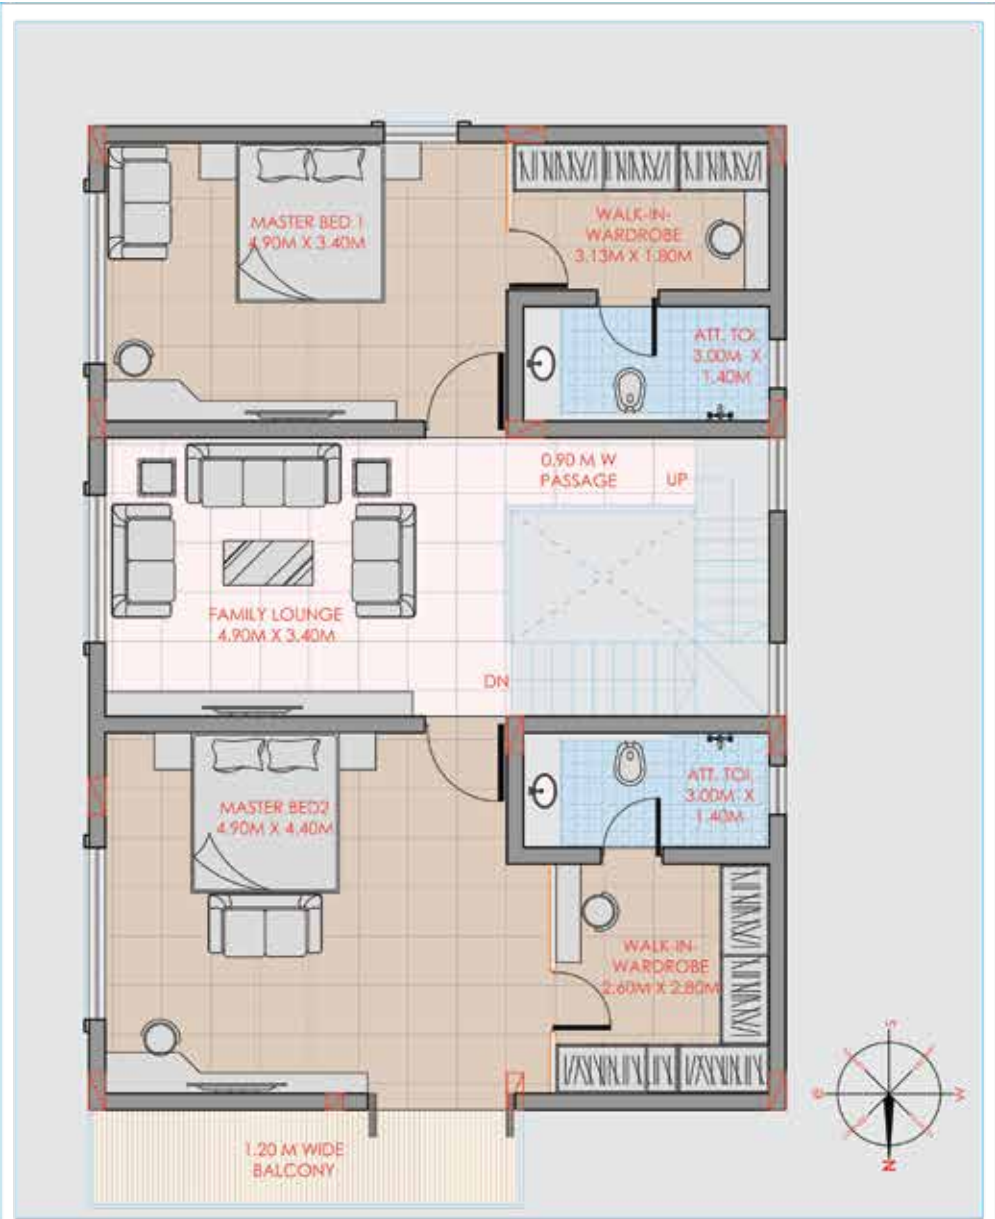 MASTER BED 1
4.90M X 3.40M
WALK-IN-
WARDROBE
3.13M X 1.80M
ATT. TOI.
3.00M X
1.40M
0.90 M W
PASSAGE
UP
FAMILY LOUNGE
4.90M X 3.40M
DN
MASTER BED2
4.90M X 4.40M
ATT. TOI.
3.00M X
1.40M
WALK-IN-
WARDROBE
2.60M X 2.80M
1.20 M WIDE
BALCONY
S
E
W
N